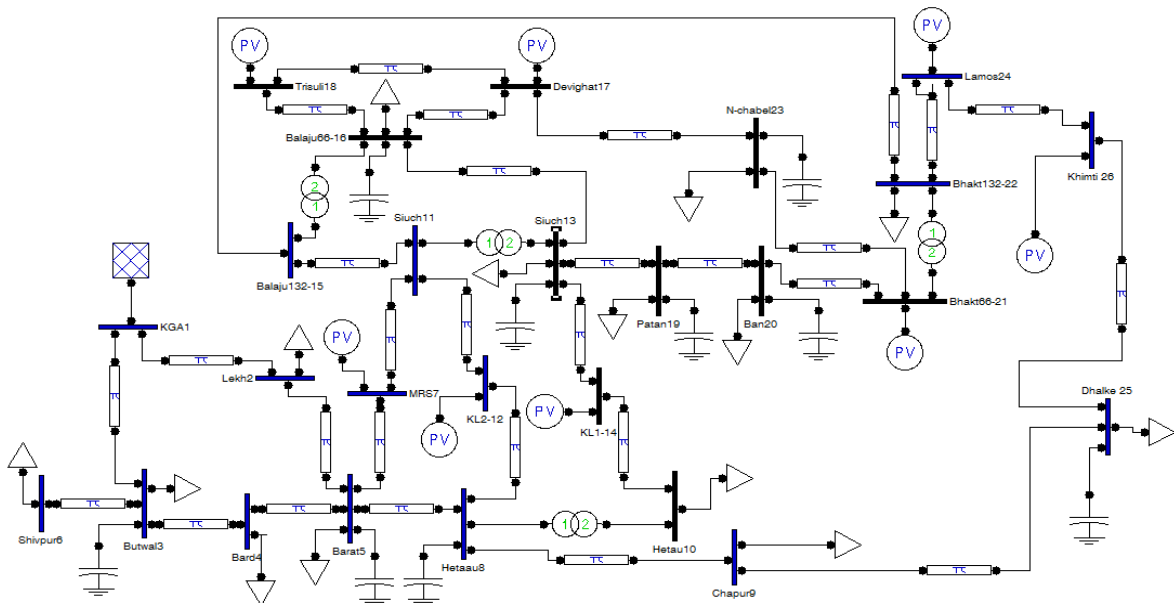 PV
PV
PV
π
Lamos24
Trisuli18
Devighat17
π
π
N-chabel23
π
π
π
Balaju66-16
π
π
Khimti 26
2
1
π
Bhakt132-22
Siuch11
Siuch13
1
2
1
2
π
PV
Balaju132-15
π
π
π
Bhakt66-21
π
Patan19
Ban20
KGA1
π
π
π
PV
PV
Lekh2
MRS7
π
Dhalke 25
KL2-12
PV
PV
KL1-14
π
π
π
π
π
π
π
π
1
2
π
Shivpur6
Butwal3
Bard4
Barat5
Hetaau8
Hetau10
π
π
Chapur9